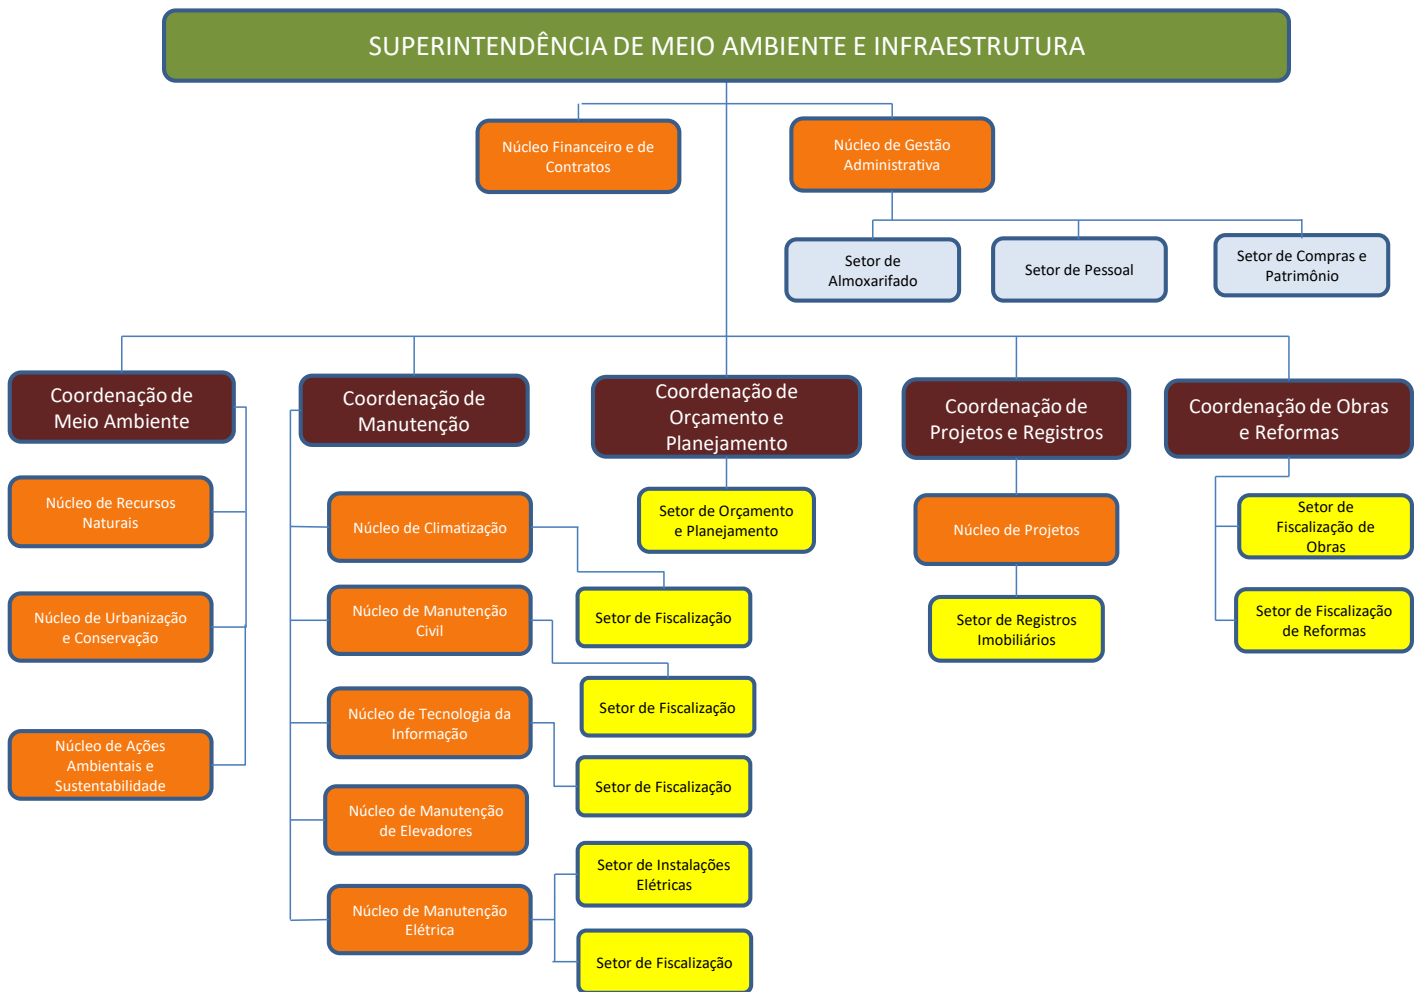 SUPERINTENDÊNCIA DE MEIO AMBIENTE E INFRAESTRUTURA
Núcleo Financeiro e de
Contratos
Núcleo de Gestão
Administrativa
Setor de
Almoxarifado
Setor de Pessoal
Setor de Compras e
Patrimônio
Coordenação de
Meio Ambiente
Núcleo de Recursos
Naturais
Núcleo de Urbanização
e Conservação
Núcleo de Ações
Ambientais e
Sustentabilidade
Coordenação de
Manutenção
Núcleo de Climatização
Setor de Fiscalização
Núcleo de Manutenção
Civil
Setor de Fiscalização
Núcleo de Tecnologia da
Informação
Setor de Fiscalização
Núcleo de Manutenção
de Elevadores
Núcleo de Manutenção
Elétrica
Setor de Instalações
Elétricas
Setor de Fiscalização
Coordenação de
Orçamento e
Planejamento
Setor de Orçamento
e Planejamento
Coordenação de
Projetos e Registros
Núcleo de Projetos
Setor de Registros
Imobiliários
Coordenação de Obras
e Reformas
Setor de
Fiscalização de
Obras
Setor de Fiscalização
de Reformas